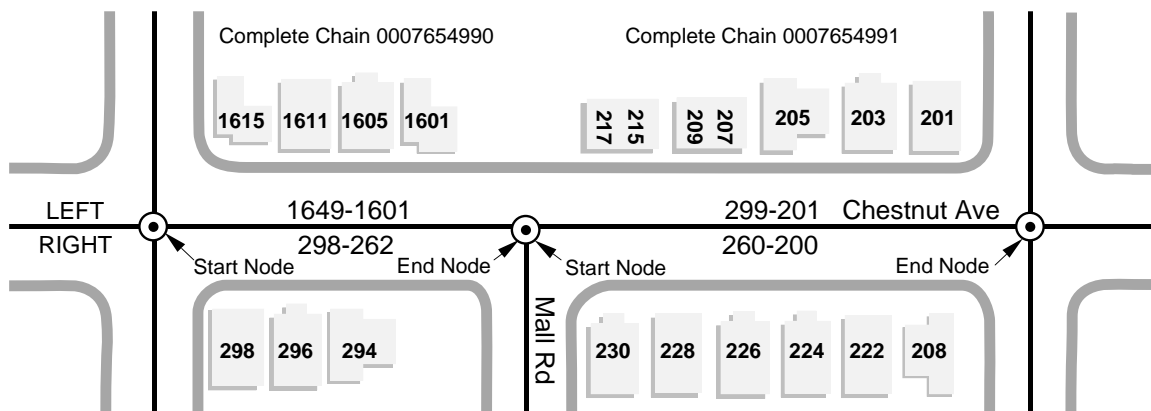 Complete Chain 0007654990
Complete Chain 0007654991
1615 1611 1605 1601
217 215 209 207 205 203 201
LEFT
1649-1601
299-201 Chestnut Ave
RIGHT
298-262
260-200
Start Node
End Node
Start Node
End Node
Mall Rd
298 296 294
230 228 226 224 222 208